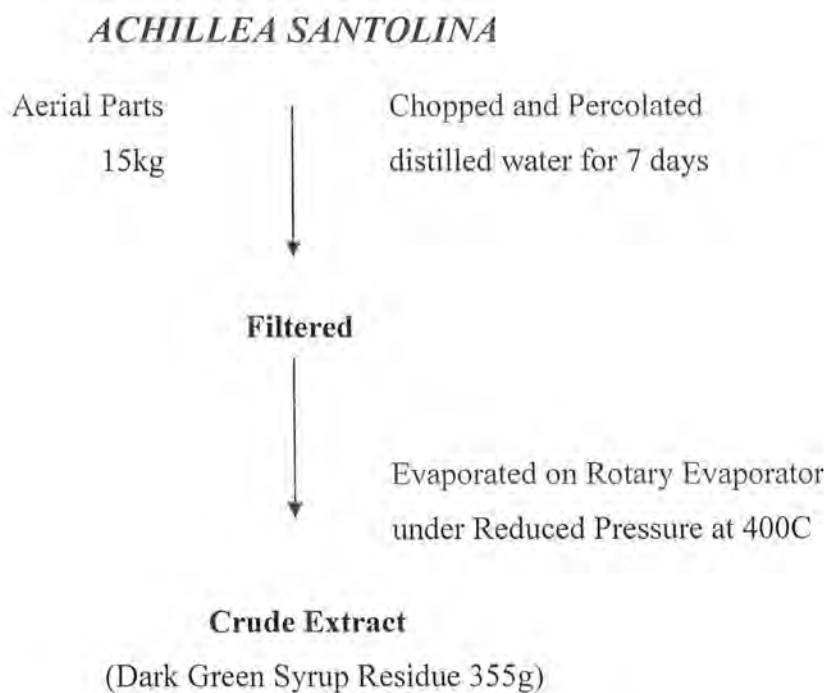 ACHILLEA SANTOLINA
Aerial Parts
15kg
Chopped and Percolated
distilled water for 7 days
Filtered
Evaporated on Rotary Evaporator
under Reduced Pressure at 400C
Crude Extract
(Dark Green Syrup Residue 355g)